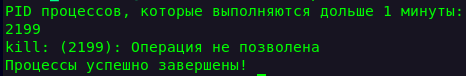 PID процессов, которые выполняются дольше 1 минуты:
2199
kill: (2199): Операция не позволена
Процессы успешно завершены!